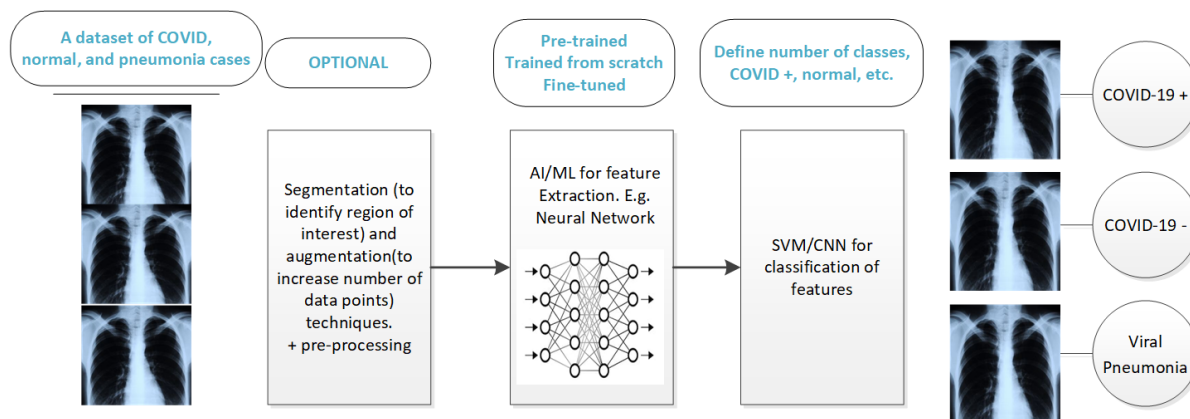 A dataset of COVID,
normal, and pneumonia cases
OPTIONAL
Pre-trained
Trained from scratch
Fine-tuned
Define number of classes,
COVID +, normal, etc.
Segmentation (to
identify region of
interest) and
augmentation(to
increase number of
data points)
techniques.
+ pre-processing
AI/ML for feature
Extraction. E.g.
Neural Network
SVM/CNN for
classification of
features
COVID-19 +
COVID-19 -
Viral
Pneumonia